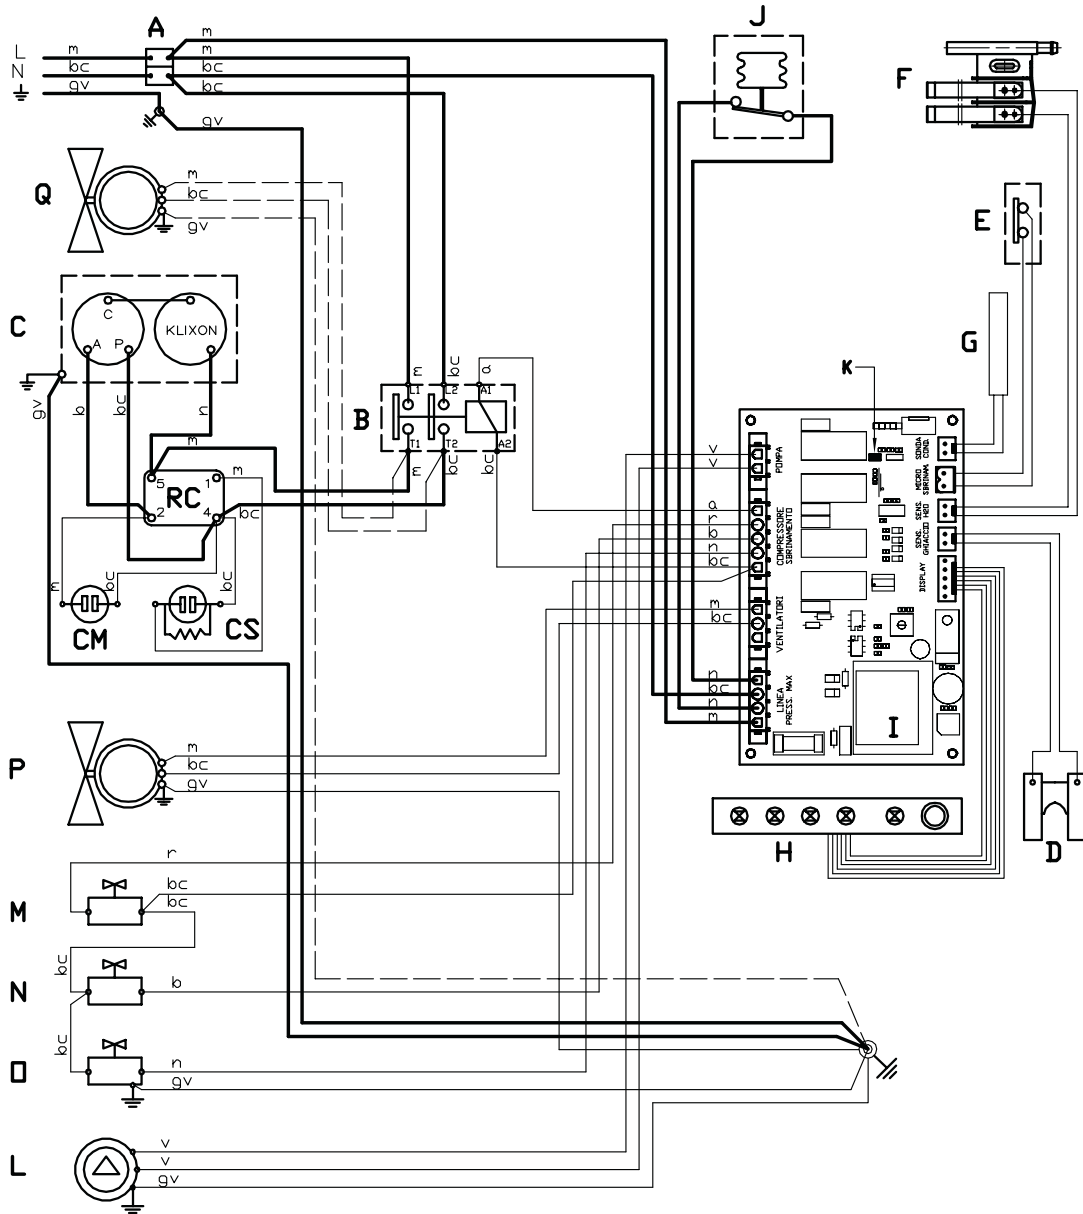 A
J
L
m
m
m
N
bc
bc
bc
gv
gv
F
Q
m
bc
gv
E
C
C
KLIXON
A
P
G
K
gv
b
bc
n
m
bc
a
L1
L2
A1
B
T1
T2
A2
m
bc
bc
m
5
1
m
RC
2
4
bc
v
v
POMPA
SONDA
COND.
MICRO
SBRINAM.
SENS.
H2O
SENS.
GHIACCIO
DISPLAY
a
r
b
n
bc
COMPRESSORE
SBRINAMENTO
m
bc
VENTILATORI
n
bc
n
m
LINEA
PRESS. MAX
I
m
bc
bc
CM
CS
P
m
bc
gv
H
D
r
M
bc
bc
bc
N
b
bc
O
n
gv
L
v
v
gv